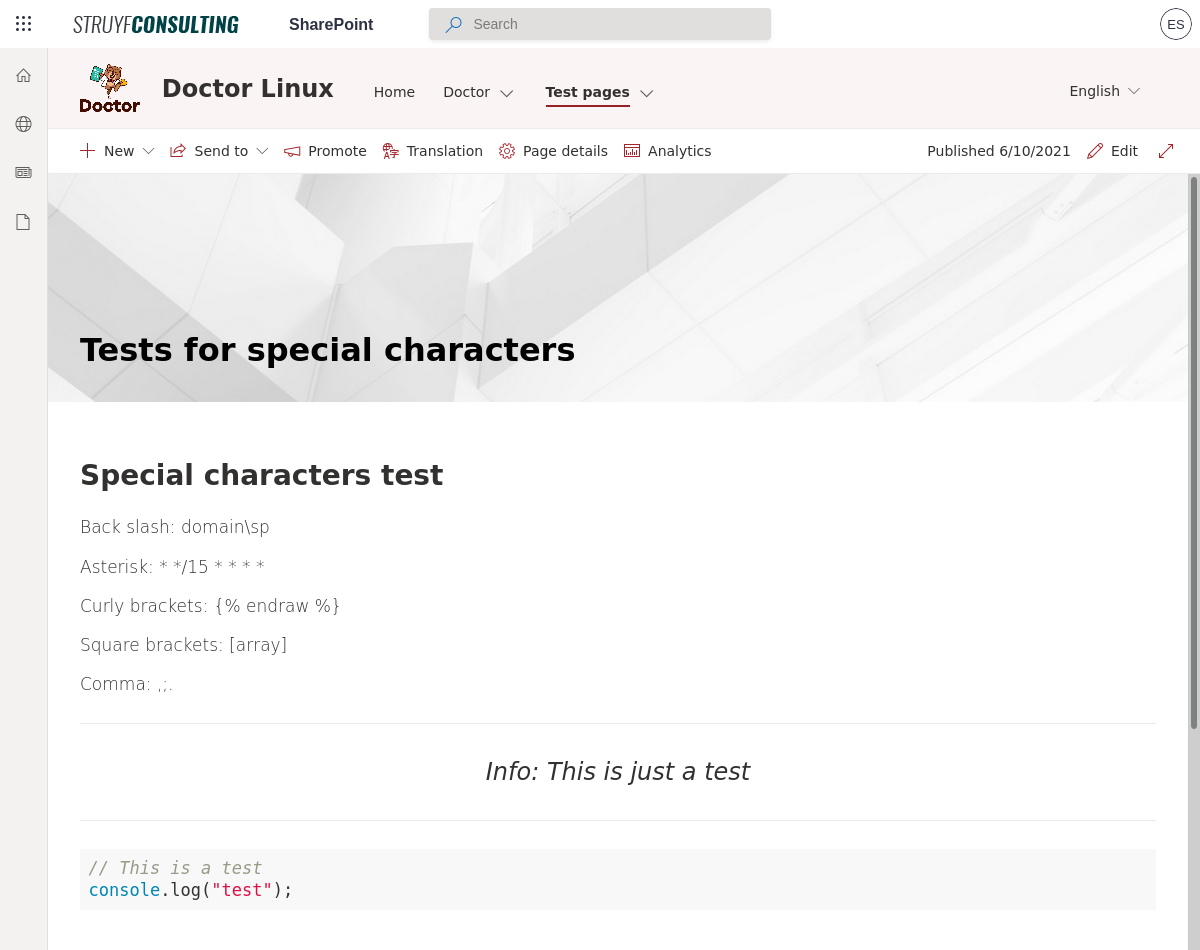 STRUYFCONSULTING SharePoint Search ES
Doctor Doctor Linux Home Doctor Test pages English
New Send to Promote Translation Page details Analytics Published 6/10/2021 Edit
Tests for special characters
Special characters test
Back slash: domain\sp
Asterisk: * */15 * * * *
Curly brackets: {% endraw %}
Square brackets: [array]
Comma: ,;.
Info: This is just a test
// This is a test
console.log("test");